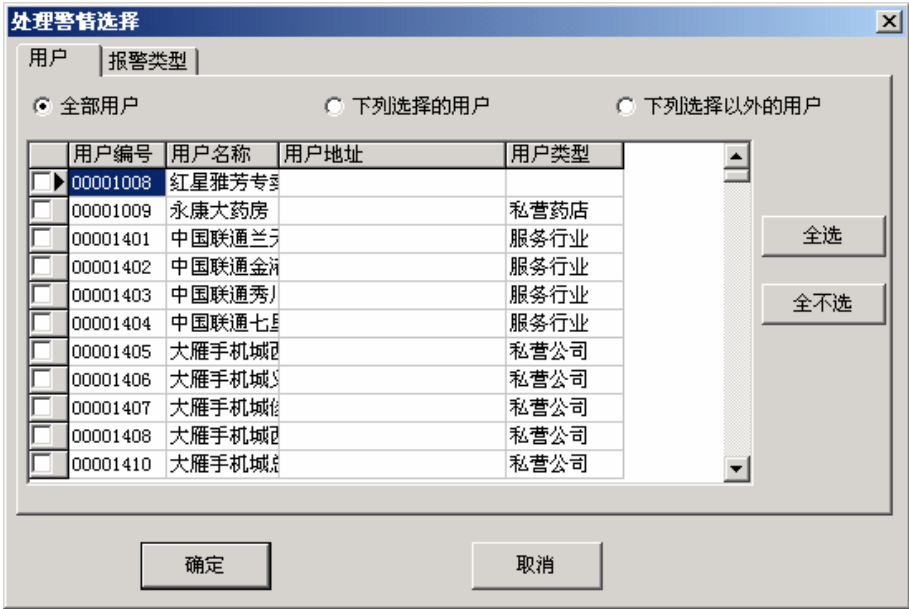 处理警情选择
用户 报警类型
全部用户 下列选择的用户 下列选择以外的用户
用户编号 用户名称 用户地址 用户类型
00001008 红星雅芳专卖
00001009 永康大药房 私营药店
00001401 中国联通兰天 服务行业
00001402 中国联通金 服务行业
00001403 中国联通秀 服务行业
00001404 中国联通七里 服务行业
00001405 大雁手机城西 私营公司
00001406 大雁手机城 私营公司
00001407 大雁手机城 私营公司
00001408 大雁手机城西 私营公司
00001410 大雁手机城总 私营公司
全选
全不选
确定 取消